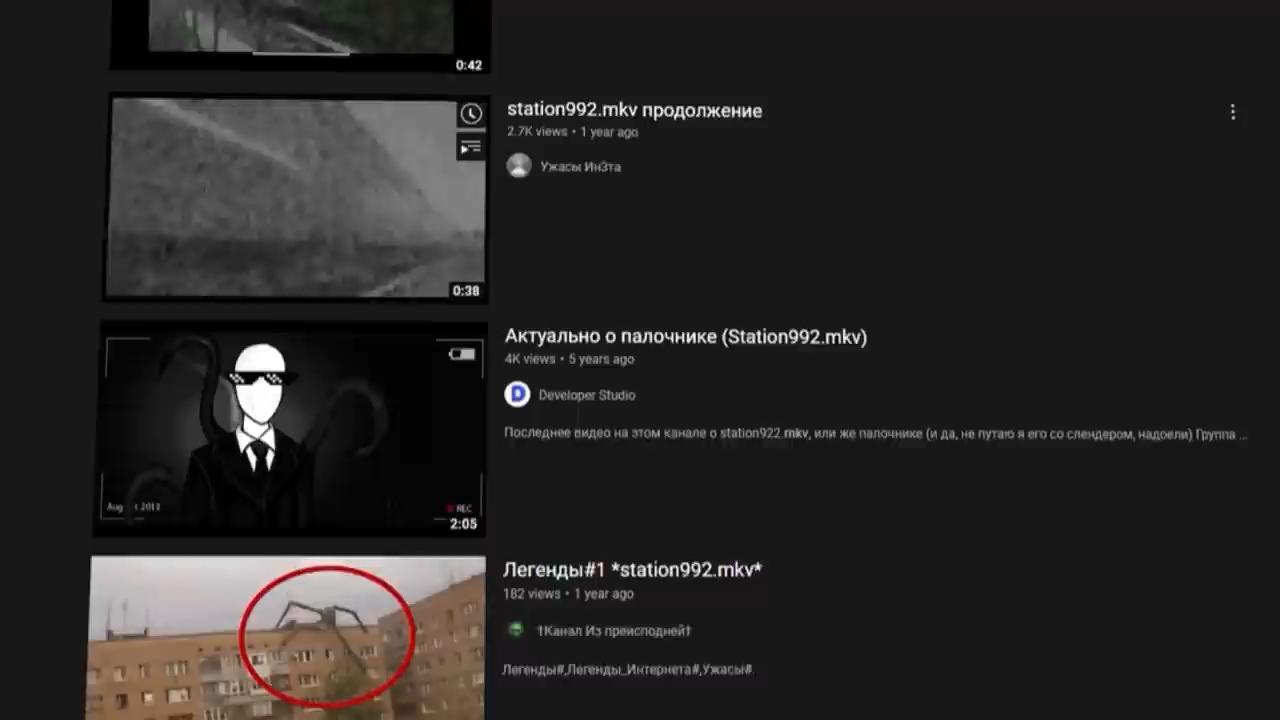 0:42
station992.mkv продолжение
2.7K views • 1 year ago
Ужасы ИнЗта
0:38
Актуально о палочнике (Station992.mkv)
4K views • 5 years ago
D Developer Studio
Последнее видео на этом канале о station922.mkv, или же палочнике (и да, не путаю я его со слендером, надоели) Группа ...
2013
REC
2:05
Легенды#1 *station992.mkv*
182 views • 1 year ago
†Канал Из преисподней†
Легенды#,Легенды_Интернета#,Ужасы#